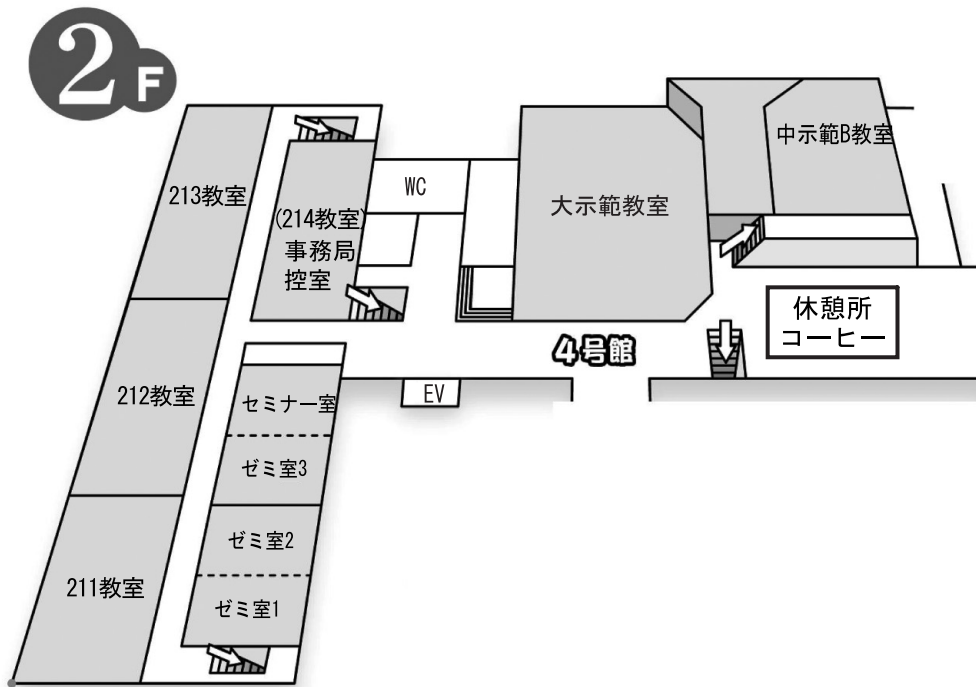 2F
中示範B教室
213教室
WC
大示範教室
(214教室)
事務局
控室
休憩所
コーヒー
4号館
212教室
セミナー室
EV
ゼミ室3
ゼミ室2
211教室
ゼミ室1